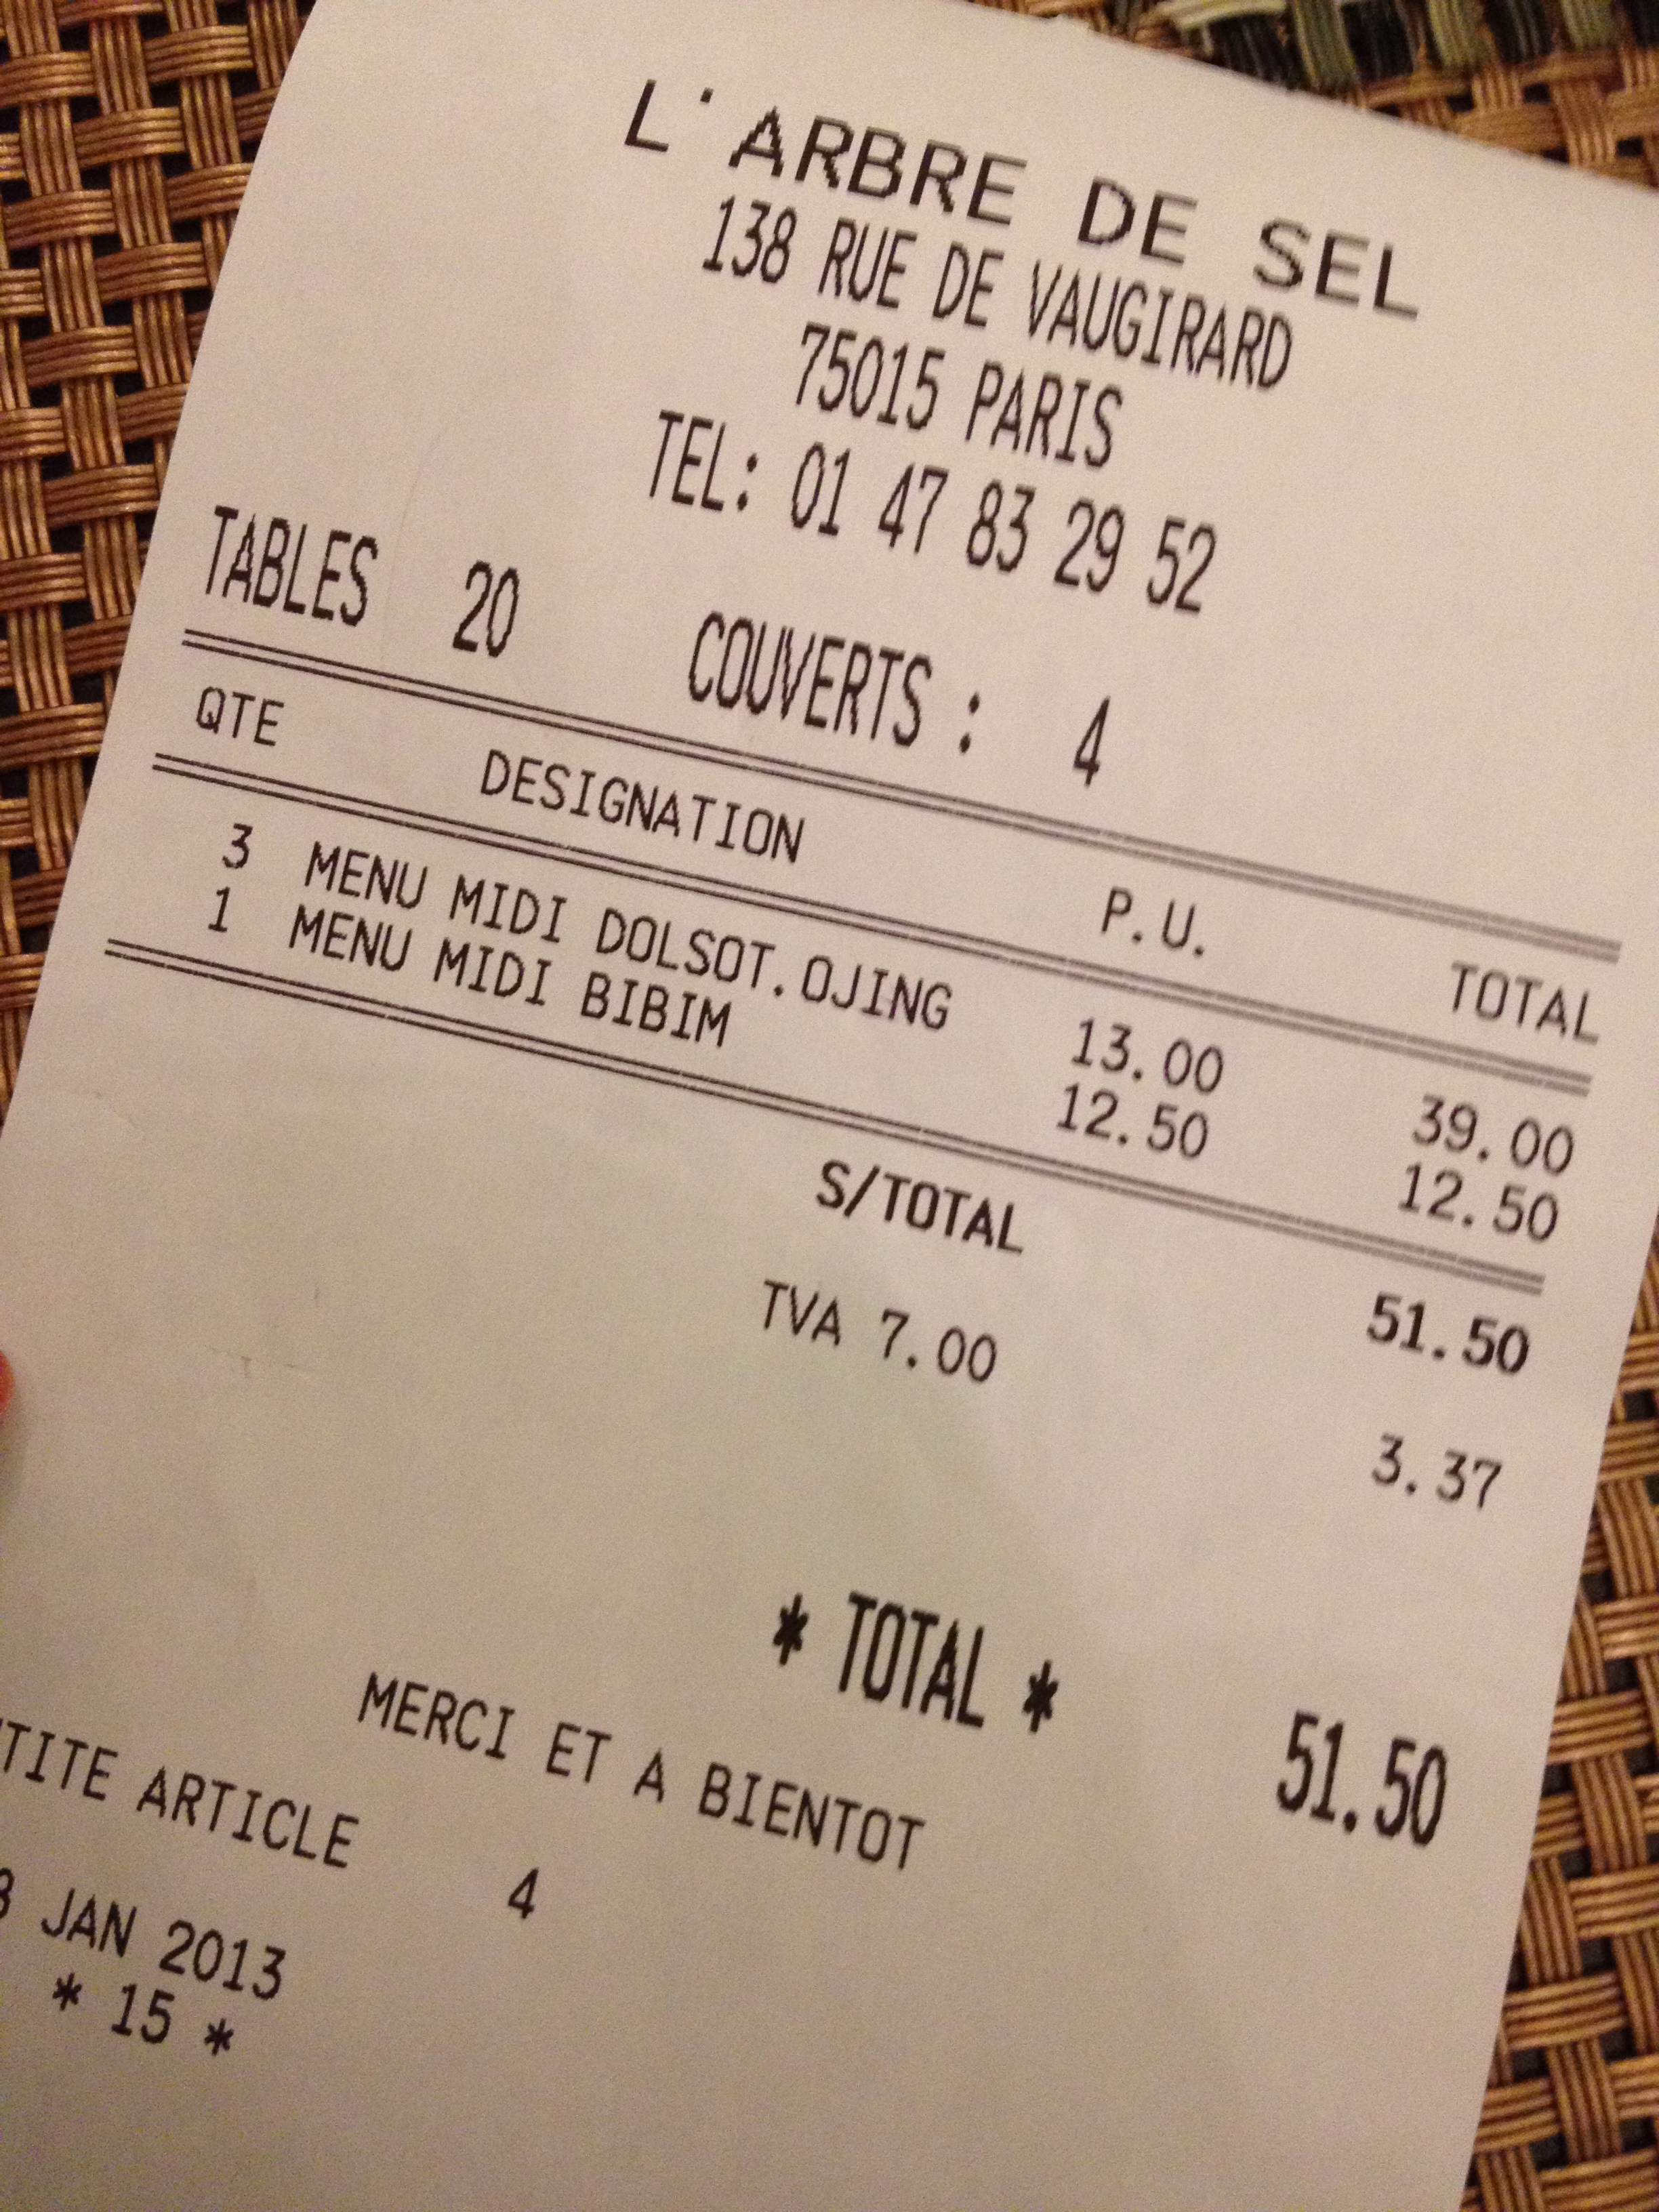 L'ARBRE DE SEL
138 RUE DE VAUGIRARD
75015 PARIS
TEL: 01 47 83 29 52
TABLES 20 COUVERTS : 4
QTE DESIGNATION P.U. TOTAL
3 MENU MIDI DOLSOT.OJING 13.00 39.00
1 MENU MIDI BIBIM 12.50 12.50
S/TOTAL 51.50
TVA 7.00 3.37
* TOTAL * 51.50
MERCI ET A BIENTOT
ARTICLE 4
JAN 2013
* 15 *